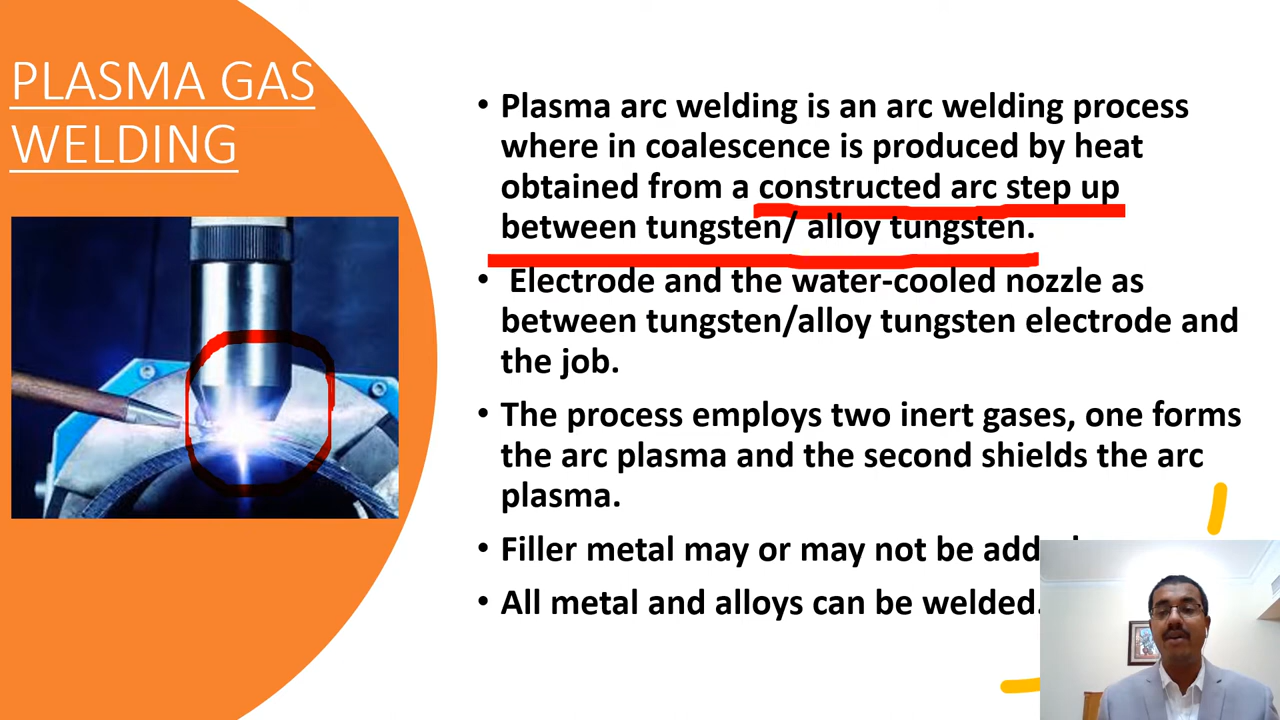 PLASMA GAS
WELDING
• Plasma arc welding is an arc welding process
where in coalescence is produced by heat
obtained from a constructed arc step up
between tungsten/ alloy tungsten.
• Electrode and the water-cooled nozzle as
between tungsten/alloy tungsten electrode and
the job.
• The process employs two inert gases, one forms
the arc plasma and the second shields the arc
plasma.
• Filler metal may or may not be
• All metal and alloys can be welded.